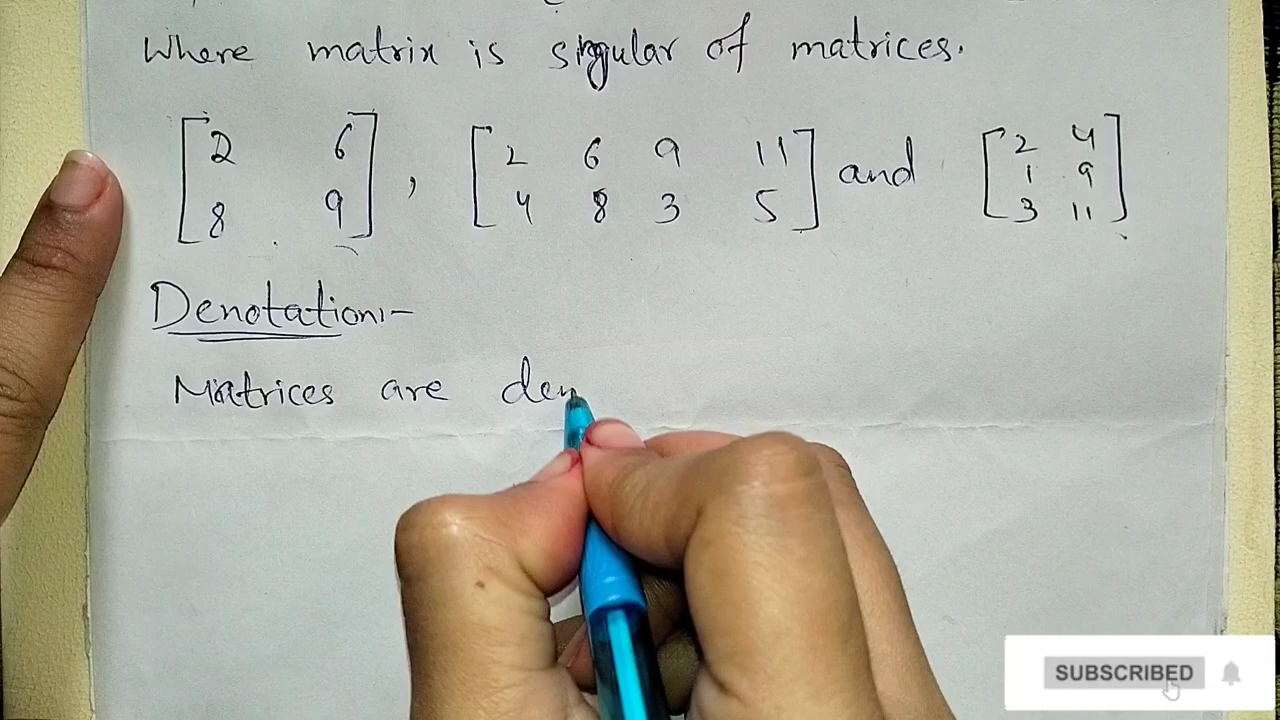 Where matrix is singular of matrices.
[2 6 , [2 6 9 11 and [2 4
8 9] 4 8 3 5] 1 9
3 11]
Denotation:-
Matrices are den
SUBSCRIBED